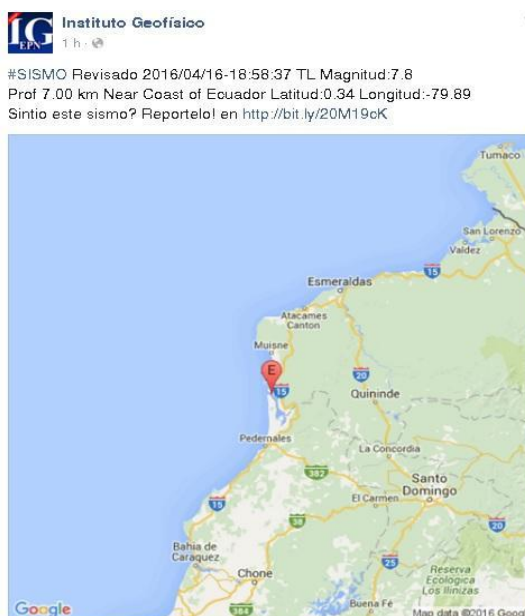 IG
EPN
Instituto Geofísico
1 h ·
#SISMO Revisado 2016/04/16-18:58:37 TL Magnitud:7.8
Prof 7.00 km Near Coast of Ecuador Latitud:0.34 Longitud:-79.89
Sintio este sismo? Reportelo! en http://bit.ly/20M19cK
Tumaco
San Lorenzo
Valdez
15
Esmeraldas
Atacames
Canton
Muisne
E
15
20
Quininde
Pedernales
La Concordia
382
Santo
Domingo
El Carmen
15
38
20
Bahia de
Caraquez
25
Chone
Reserva
Ecologica
Los Ilinizas
Buena Fé
384
Google
Map data ©2016 Google